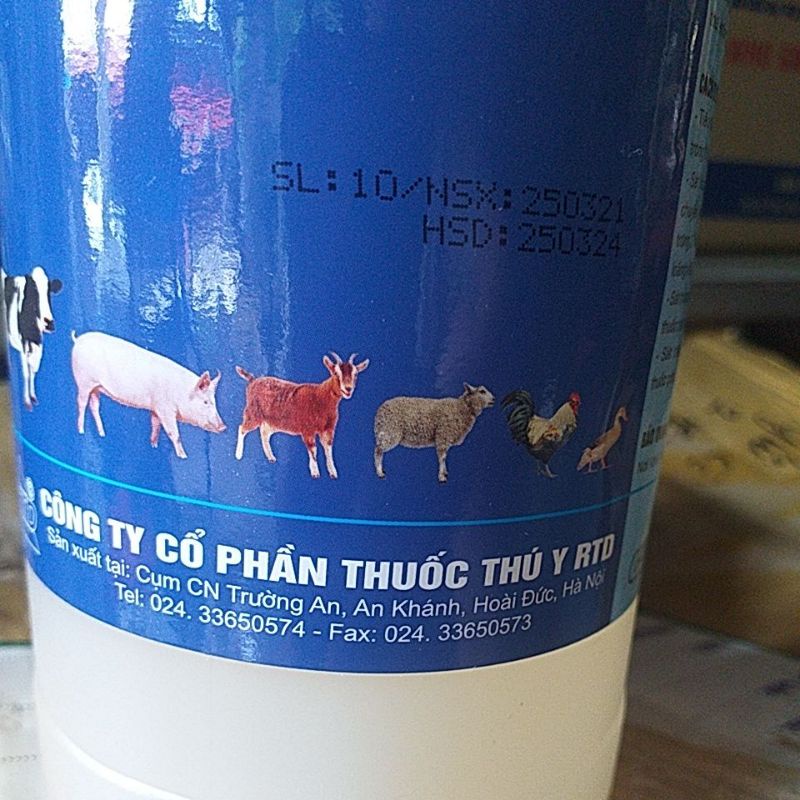 SL:10/NSX:250321
HSD:250324
CÔNG TY CỔ PHẦN THUỐC THÚ Y RTD
Sản xuất tại: Cụm CN Trường An, An Khánh, Hoài Đức, Hà Nội
Tel: 024. 33650574 - Fax: 024. 33650573